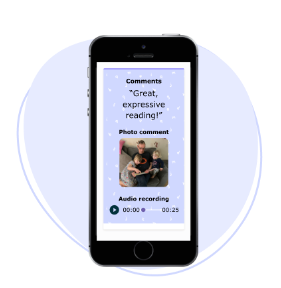 Comments
"Great,
expressive
reading!"
Photo comment
Audio recording
00:00 00:25